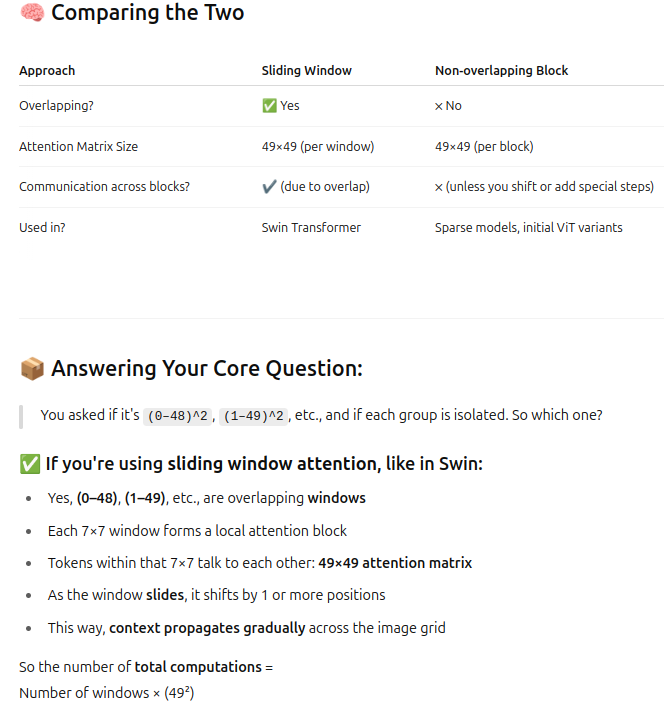 🧠 Comparing the Two
Approach Sliding Window Non-overlapping Block
Overlapping? ✅ Yes × No
Attention Matrix Size 49×49 (per window) 49×49 (per block)
Communication across blocks? ✔ (due to overlap) × (unless you shift or add special steps)
Used in? Swin Transformer Sparse models, initial ViT variants
📦 Answering Your Core Question:
You asked if it's (0–48)^2, (1–49)^2, etc., and if each group is isolated. So which one?
✅ If you're using sliding window attention, like in Swin:
• Yes, (0–48), (1–49), etc., are overlapping windows
• Each 7×7 window forms a local attention block
• Tokens within that 7×7 talk to each other: 49×49 attention matrix
• As the window slides, it shifts by 1 or more positions
• This way, context propagates gradually across the image grid
So the number of total computations =
Number of windows × (49²)